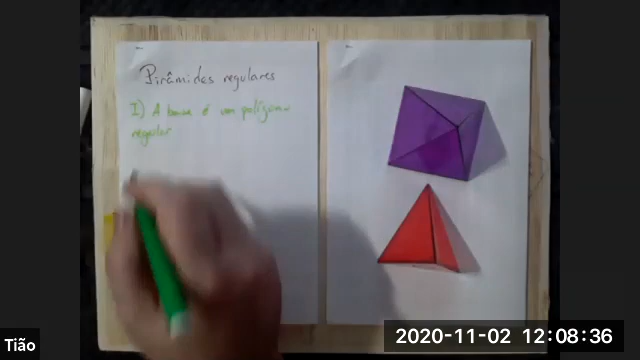 Pirâmides regulares
I) A base é um polígono
regular
Tião
2020-11-02 12:08:36